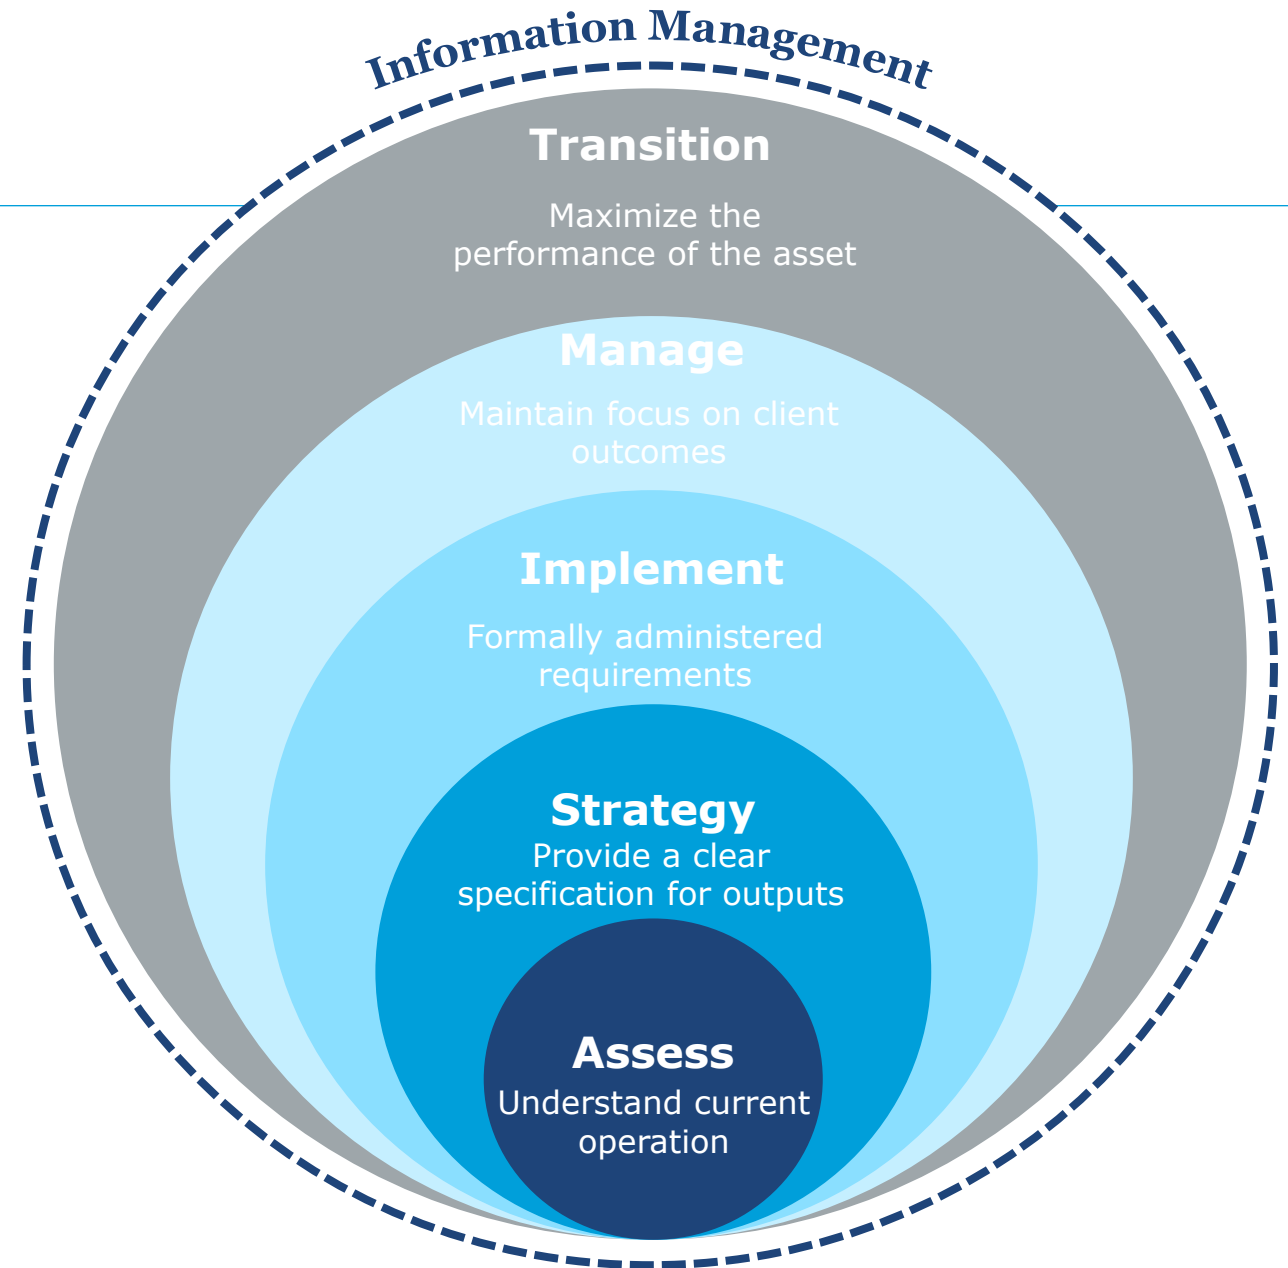 Information Management
Transition
Maximize the
performance of the asset
Manage
Maintain focus on client
outcomes
Implement
Formally administered
requirements
Strategy
Provide a clear
specification for outputs
Assess
Understand current
operation